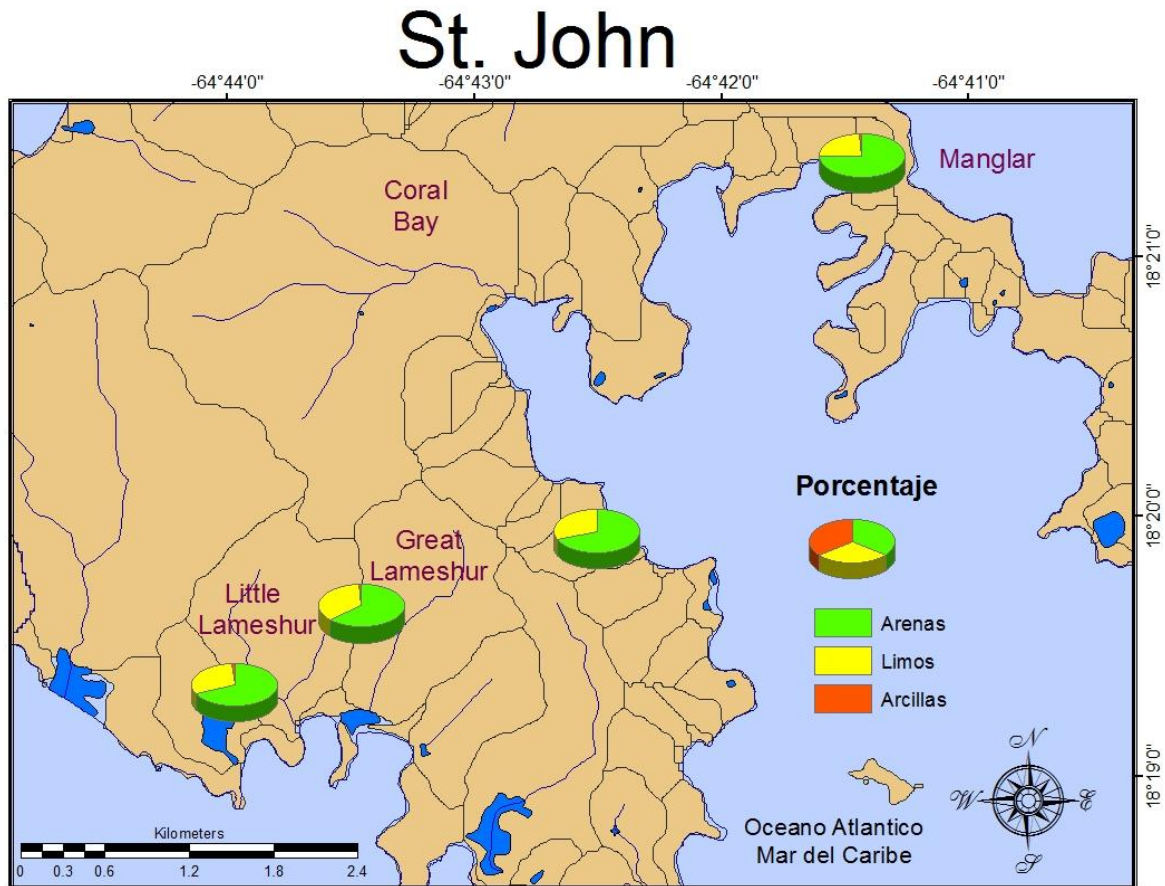 St. John
-64°44'0"
-64°43'0"
-64°42'0"
-64°41'0"
Manglar
Coral
Bay
18°21'0"
Porcentaje
18°20'0"
Great
Lameshur
Little
Lameshur
Arenas
Limos
Arcillas
N
W
E
S
18°19'0"
Oceano Atlantico
Mar del Caribe
Kilometers
0 0.3 0.6 1.2 1.8 2.4